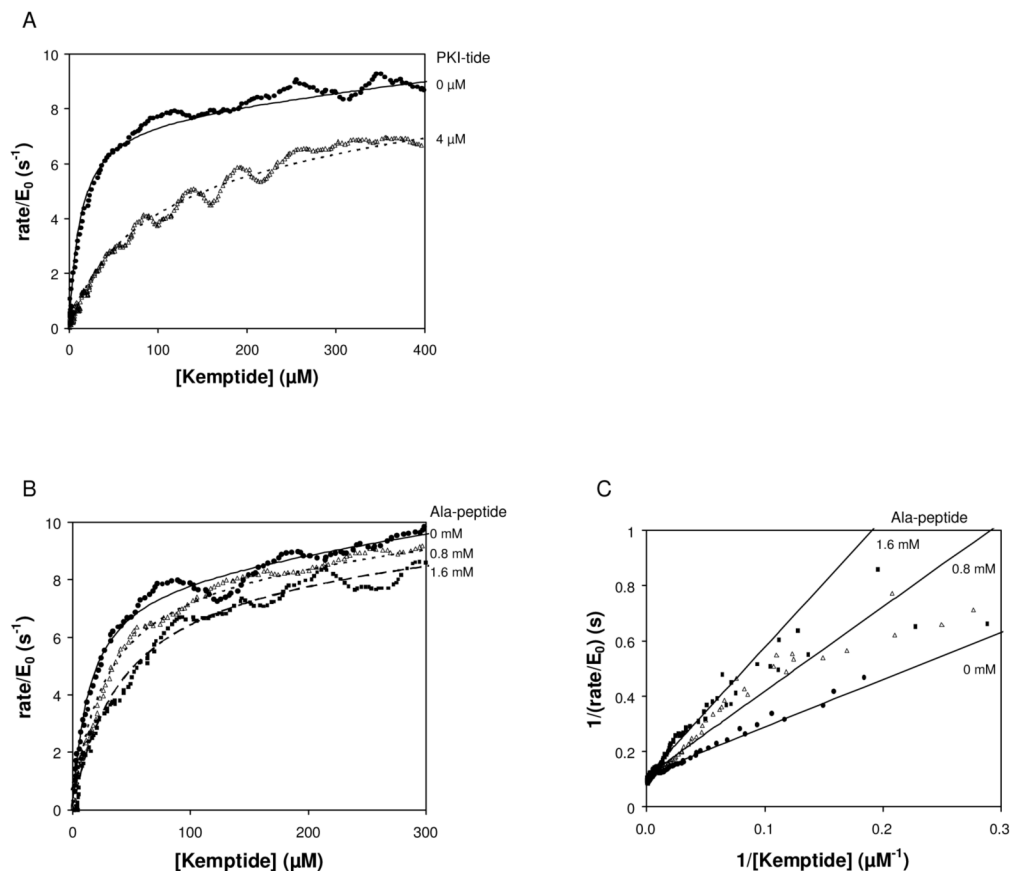 A
PKI-tide
0 µM
4 µM
10
8
6
4
2
0
rate/E₀ (s⁻¹)
0 100 200 300 400
[Kemptide] (µM)
B
Ala-peptide
0 mM
0.8 mM
1.6 mM
10
8
6
4
2
0
rate/E₀ (s⁻¹)
0 100 200 300
[Kemptide] (µM)
C
Ala-peptide
1.6 mM
0.8 mM
0 mM
1
0.8
0.6
0.4
0.2
0
1/(rate/E₀) (s)
0.0 0.1 0.2 0.3
1/[Kemptide] (µM⁻¹)